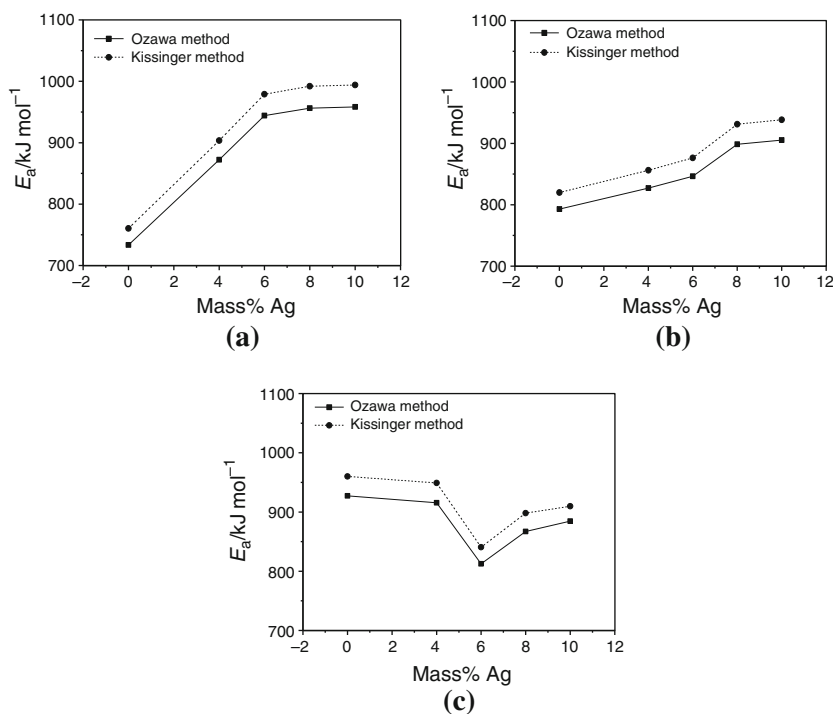 1100
1000
900
800
700
Ea/kJ mol−1
Ozawa method
Kissinger method
−2 0 2 4 6 8 10 12
Mass% Ag
(a)
1100
1000
900
800
700
Ea/kJ mol−1
Ozawa method
Kissinger method
−2 0 2 4 6 8 10 12
Mass% Ag
(b)
1100
1000
900
800
700
Ea/kJ mol−1
Ozawa method
Kissinger method
−2 0 2 4 6 8 10 12
Mass% Ag
(c)